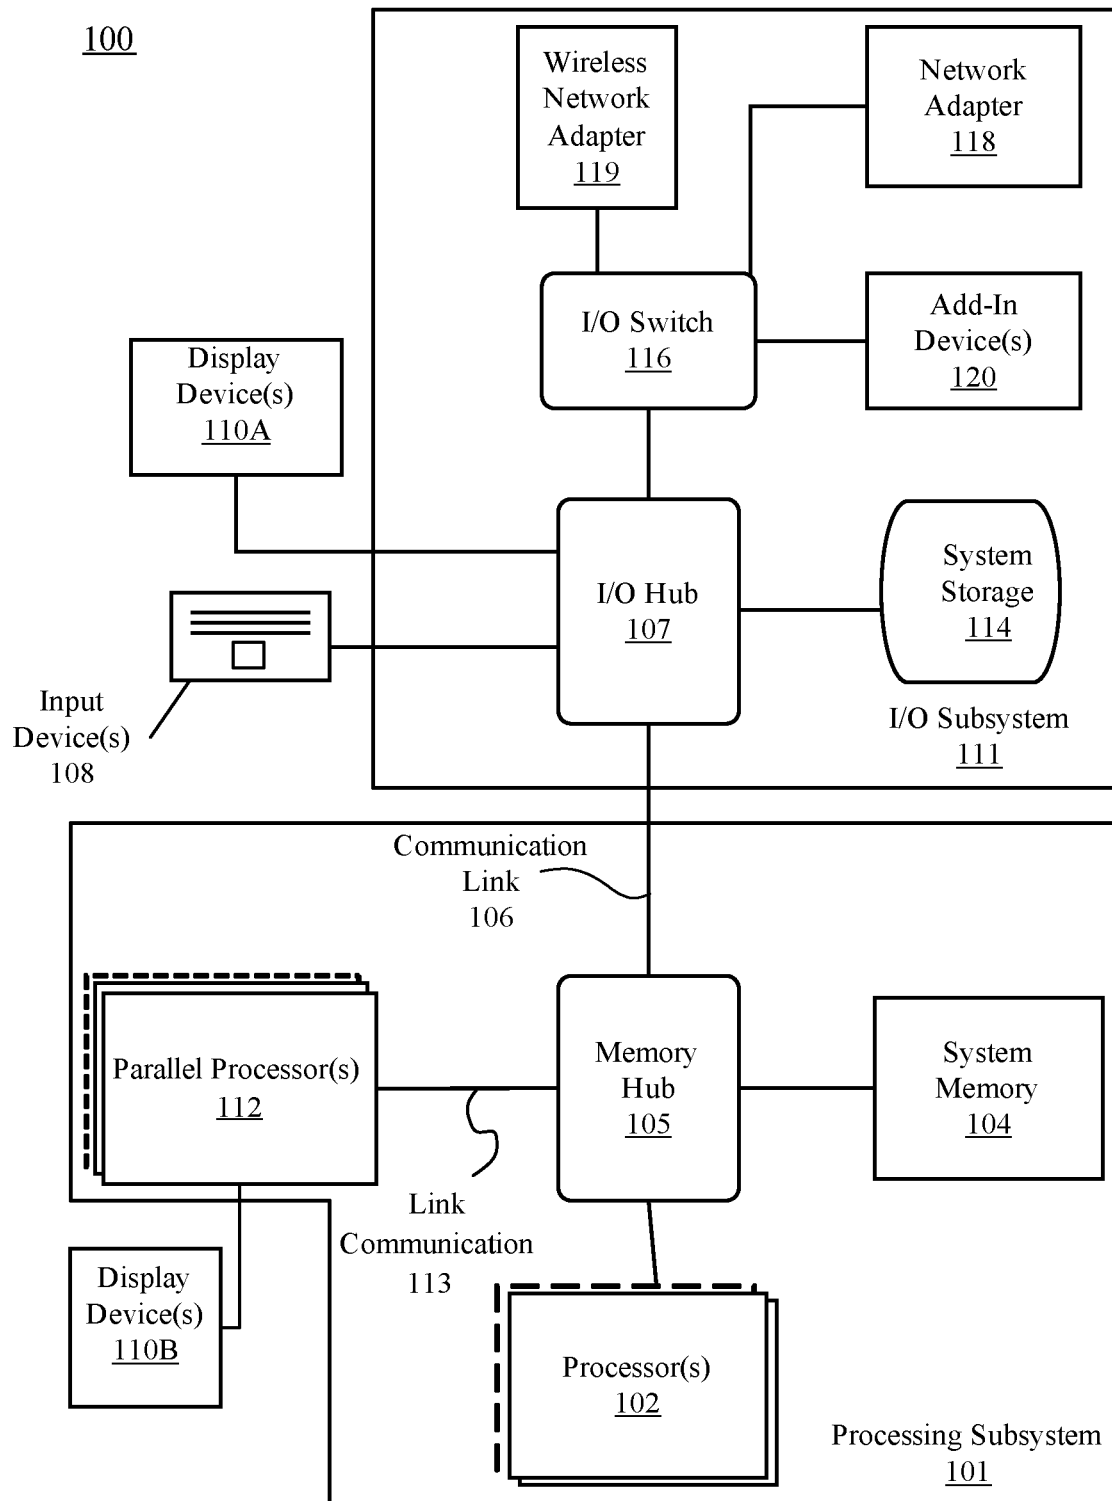 100
Wireless
Network
Adapter
119
Network
Adapter
118
I/O Switch
116
Add-In
Device(s)
120
Display
Device(s)
110A
I/O Hub
107
System
Storage
114
Input
Device(s)
108
I/O Subsystem
111
Communication
Link
106
Parallel Processor(s)
112
Memory
Hub
105
System
Memory
104
Link
Communication
113
Display
Device(s)
110B
Processor(s)
102
Processing Subsystem
101